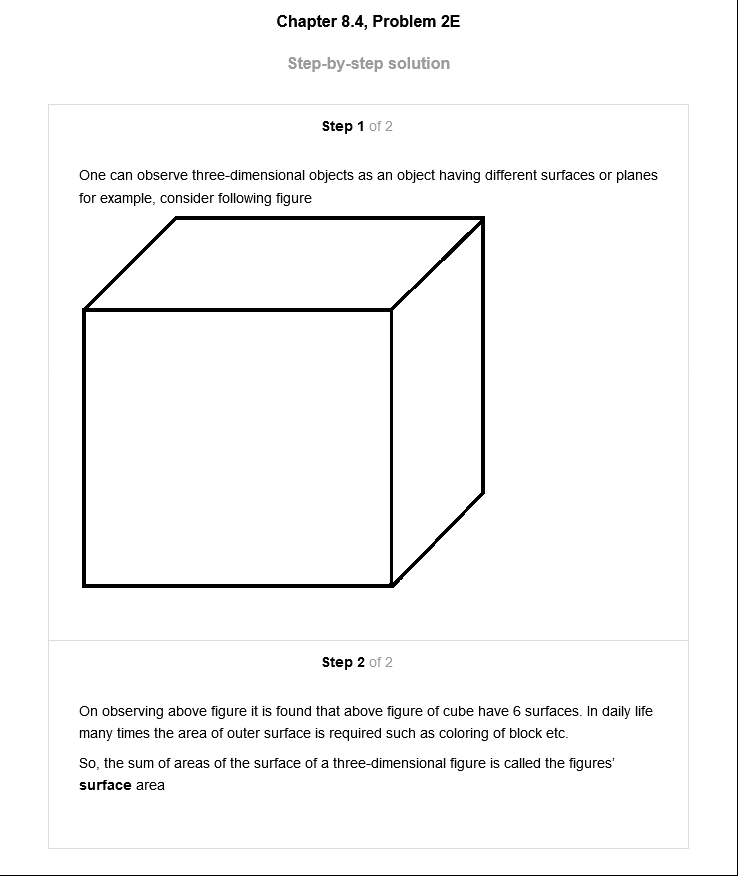 Chapter 8.4, Problem 2E
Step-by-step solution
Step 1 of 2
One can observe three-dimensional objects as an object having different surfaces or planes
for example, consider following figure
Step 2 of 2
On observing above figure it is found that above figure of cube have 6 surfaces. In daily life
many times the area of outer surface is required such as coloring of block etc.
So, the sum of areas of the surface of a three-dimensional figure is called the figures’
surface area